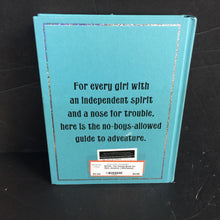 For every girl with
an independent spirit
and a nose for trouble,
here is the no-boys-allowed
guide to adventure.